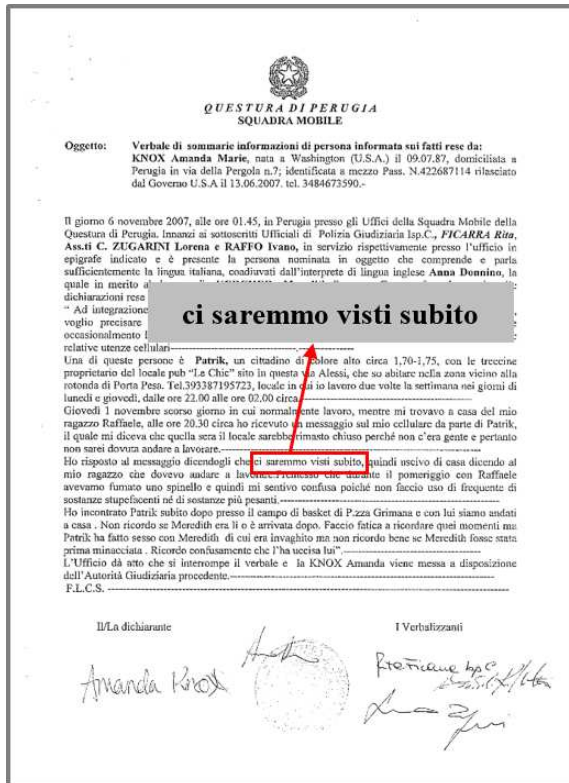 QUESTURA DI PERUGIA
SQUADRA MOBILE
Oggetto: Verbale di sommarie informazioni di persona informata sui fatti rese da:
KNOX Amanda Marie, nata a Washington (U.S.A.) il 09.07.87, domiciliata a
Perugia in via della Pergola n.7; identificata a mezzo Pass. N.422687114 rilasciato
dal Governo U.S.A il 13.06.2007. tel. 3484673590.-
Il giorno 6 novembre 2007, alle ore 01.45, in Perugia presso gli Uffici della Squadra Mobile della
Questura di Perugia. Innanzi ai sottoscritti Ufficiali di Polizia Giudiziaria Isp.C., FICARRA Rita,
Ass.ti C. ZUGARINI Lorena e RAFFO Ivano, in servizio rispettivamente presso l'ufficio in
epigrafe indicato e è presente la persona nominata in oggetto che comprende e parla
sufficientemente la lingua italiana, coadiuvati dall'interprete di lingua inglese Anna Donnino, la
quale in merito
dichiarazioni rese
" Ad integrazione
voglio precisare
occasionalmente
relative utenze cellulari
ci saremmo visti subito
Una di queste persone è Patrik, un cittadino di colore alto circa 1,70-1,75, con le treccine
proprietario del locale pub "Le Chic" sito in questa via Alessi, che su abitare nella zona vicino alla
rotonda di Porta Pesa. Tel.393387195723, locale in cui io lavoro due volte la settimana nei giorni di
lunedì e giovedì, dalle ore 22.00 alle ore 02.00 circa.
Giovedì 1 novembre scorso giorno in cui normalmente lavoro, mentre mi trovavo a casa del mio
ragazzo Raffaele, alle ore 20.30 circa ho ricevuto un messaggio sul mio cellulare da parte di Patrik,
il quale mi diceva che quella sera il locale sarebbe rimasto chiuso perché non c'era gente e pertanto
non sarei dovuta andare a lavorare.
Ho risposto al messaggio dicendogli che ci saremmo visti subito, quindi uscivo di casa dicendo al
mio ragazzo che dovevo andare a lavorare. Premesso che durante il pomeriggio con Raffaele
avevamo fumato uno spinello e quindi mi sentivo confusa poiché non faccio uso di frequente di
sostanze stupefacenti né di sostanze più pesanti.
Ho incontrato Patrik subito dopo presso il campo di basket di P.zza Grimana e con lui siamo andati
a casa . Non ricordo se Meredith era lì o è arrivata dopo. Faccio fatica a ricordare quei momenti ma
Patrik ha fatto sesso con Meredith di cui era invaghito ma non ricordo bene se Meredith fosse stata
prima minacciata . Ricordo confusamente che l'ha uccisa lui".
L'Ufficio dà atto che si interrompe il verbale e la KNOX Amanda viene messa a disposizione
dell'Autorità Giudiziaria procedente.
F.L.C.S.
Il/La dichiarante I Verbalizzanti
Amanda Knox